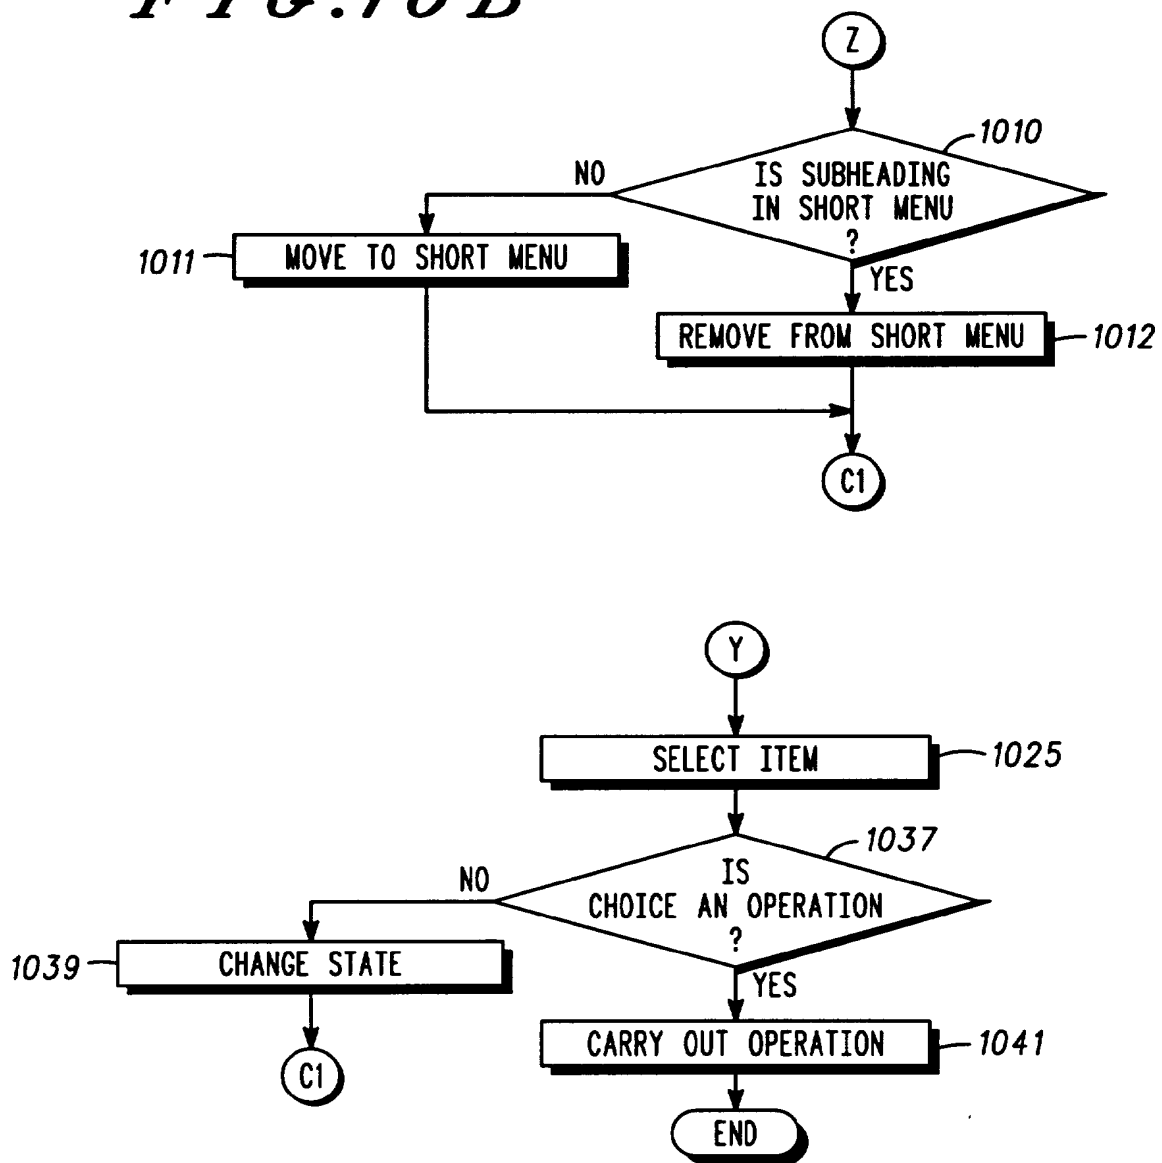 FIG. 10B
Z
1010
NO
IS SUBHEADING
IN SHORT MENU
?
1011
MOVE TO SHORT MENU
YES
REMOVE FROM SHORT MENU
1012
C1
Y
SELECT ITEM
1025
1037
NO
IS
CHOICE AN OPERATION
?
1039
CHANGE STATE
YES
C1
CARRY OUT OPERATION
1041
END